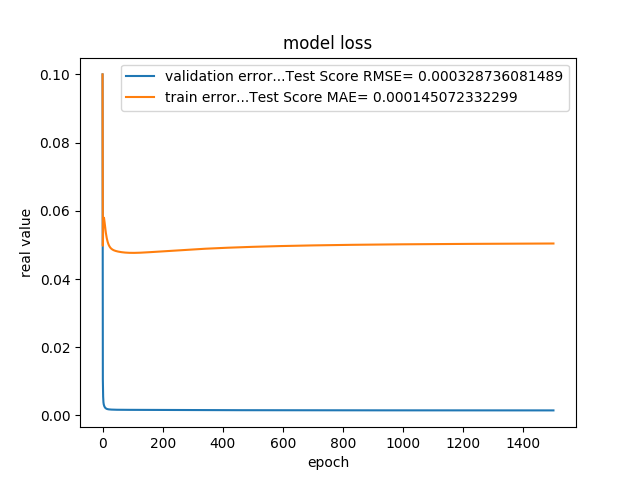 model loss
validation error...Test Score RMSE= 0.000328736081489
train error...Test Score MAE= 0.000145072332299
0.10
0.08
0.06
0.04
0.02
0.00
real value
0 200 400 600 800 1000 1200 1400
epoch